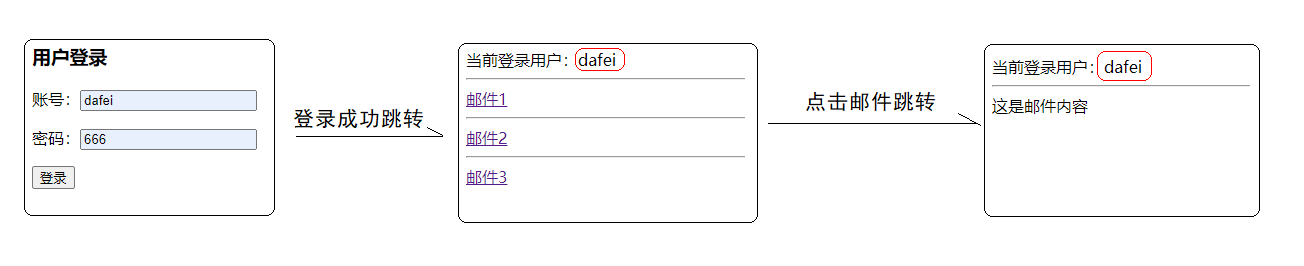 用户登录
账号：dafei
密码：666
登录
登录成功跳转
当前登录用户：dafei
邮件1
邮件2
邮件3
点击邮件跳转
当前登录用户：dafei
这是邮件内容